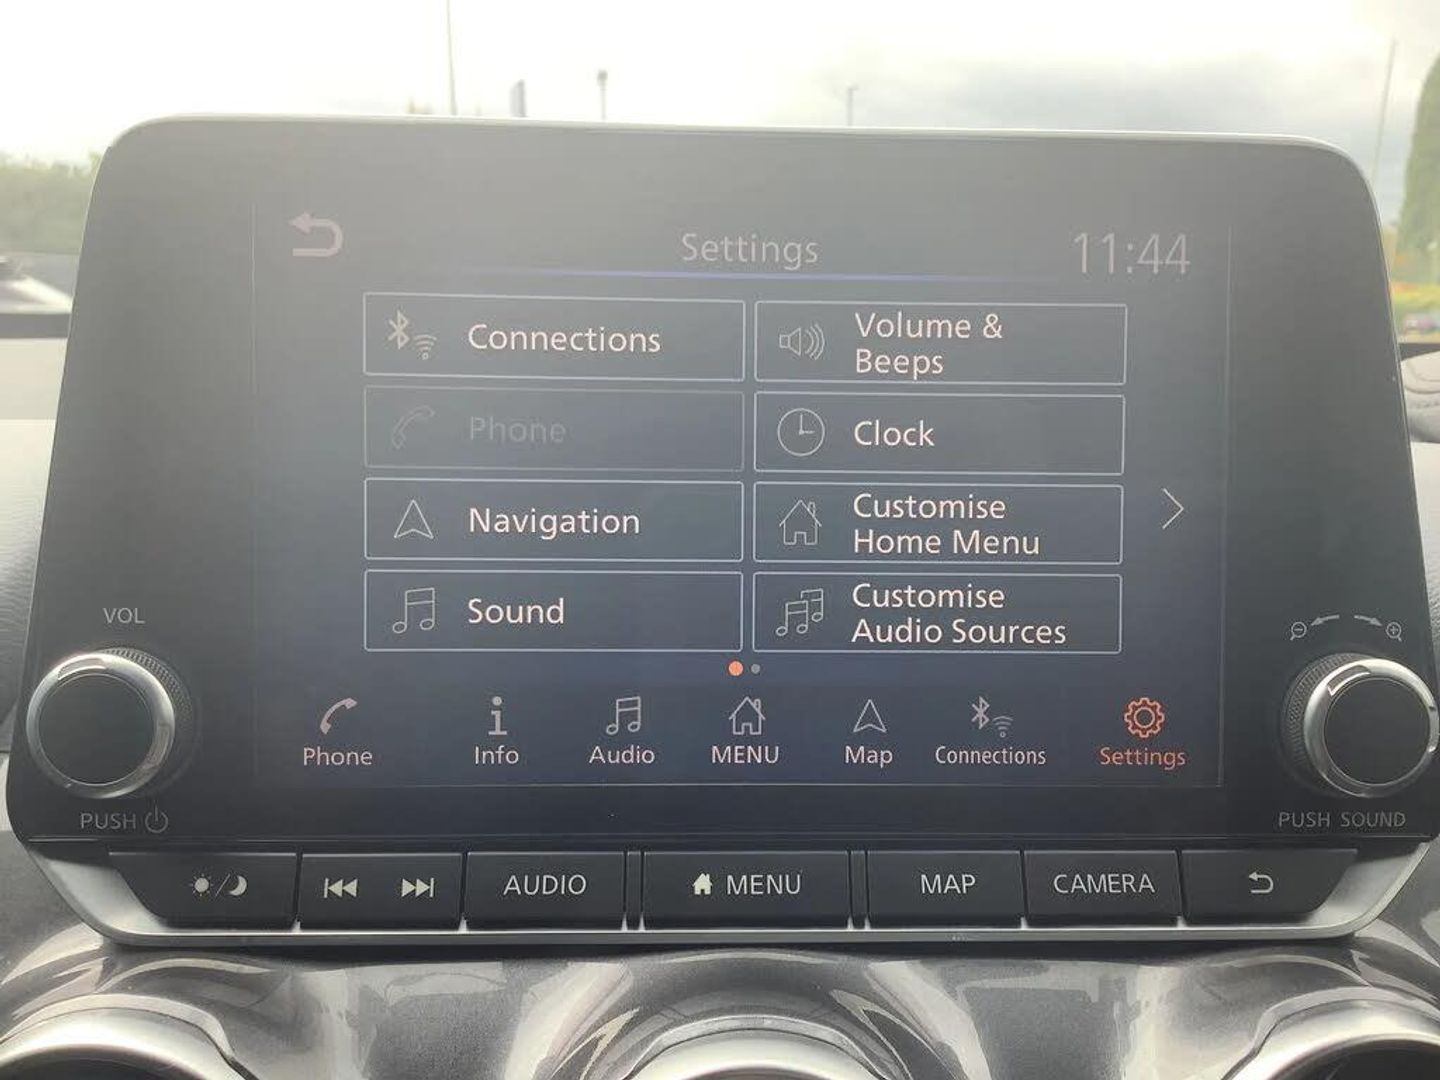 Settings
11:44
Connections
Volume &
Beeps
Phone
Clock
Navigation
Customise
Home Menu
Sound
Customise
Audio Sources
Phone
Info
Audio
MENU
Map
Connections
Settings
VOL
PUSH
PUSH SOUND
AUDIO
MENU
MAP
CAMERA